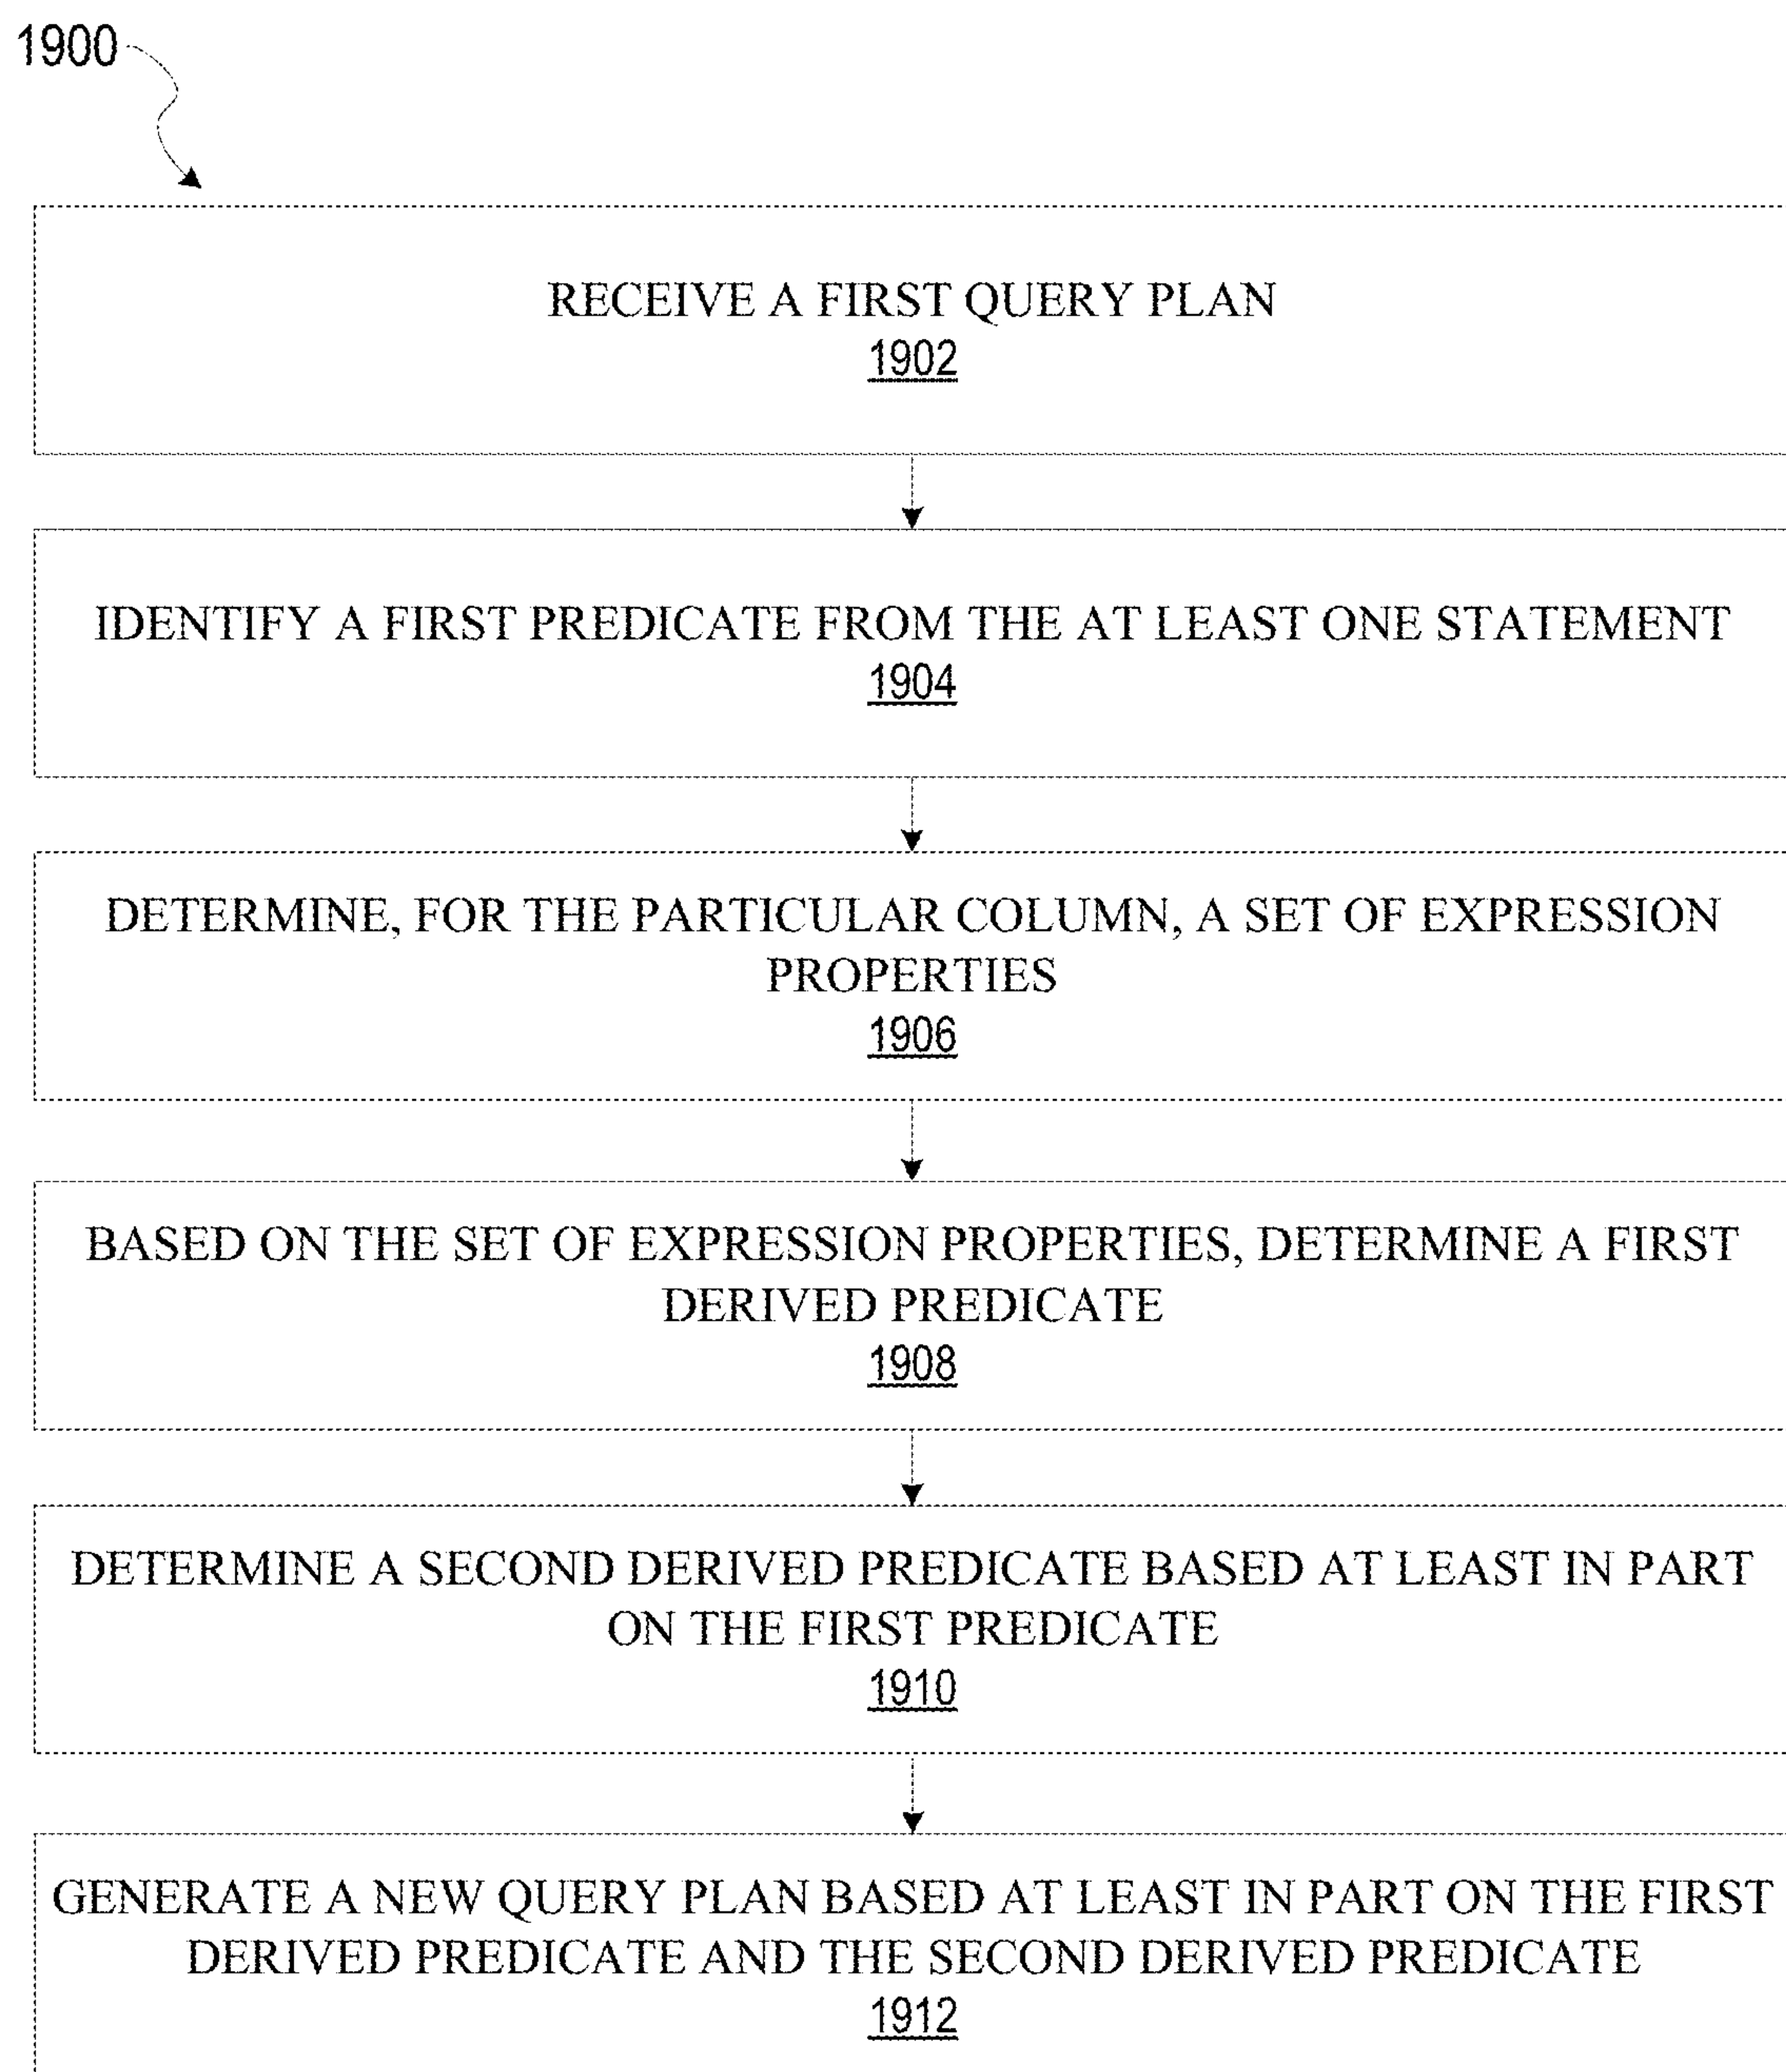 1900
RECEIVE A FIRST QUERY PLAN
1902
IDENTIFY A FIRST PREDICATE FROM THE AT LEAST ONE STATEMENT
1904
DETERMINE, FOR THE PARTICULAR COLUMN, A SET OF EXPRESSION
PROPERTIES
1906
BASED ON THE SET OF EXPRESSION PROPERTIES, DETERMINE A FIRST
DERIVED PREDICATE
1908
DETERMINE A SECOND DERIVED PREDICATE BASED AT LEAST IN PART
ON THE FIRST PREDICATE
1910
GENERATE A NEW QUERY PLAN BASED AT LEAST IN PART ON THE FIRST
DERIVED PREDICATE AND THE SECOND DERIVED PREDICATE
1912